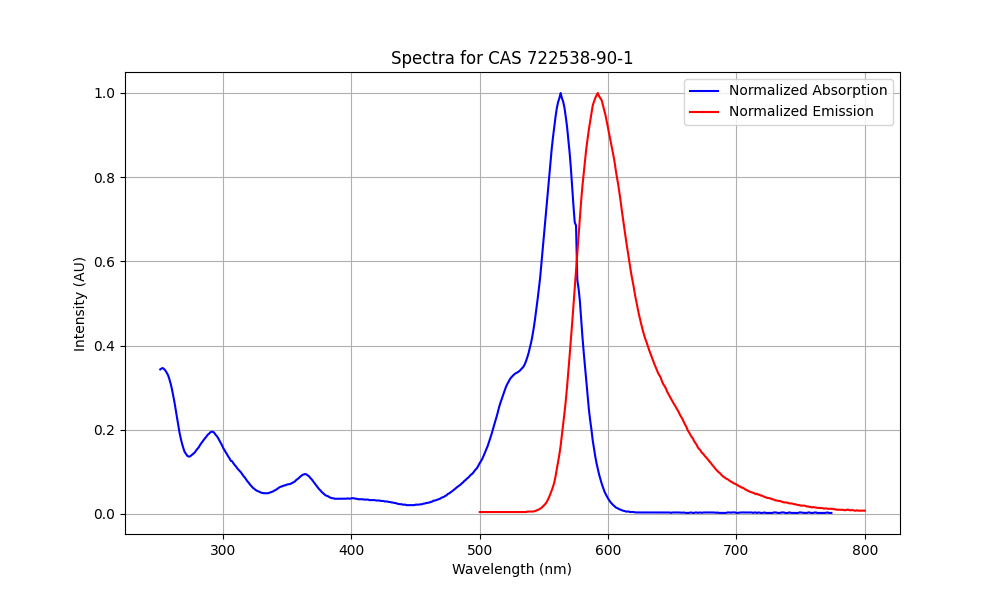 Spectra for CAS 722538-90-1
Normalized Absorption
Normalized Emission
1.0
0.8
0.6
0.4
0.2
0.0
Intensity (AU)
300 400 500 600 700 800
Wavelength (nm)